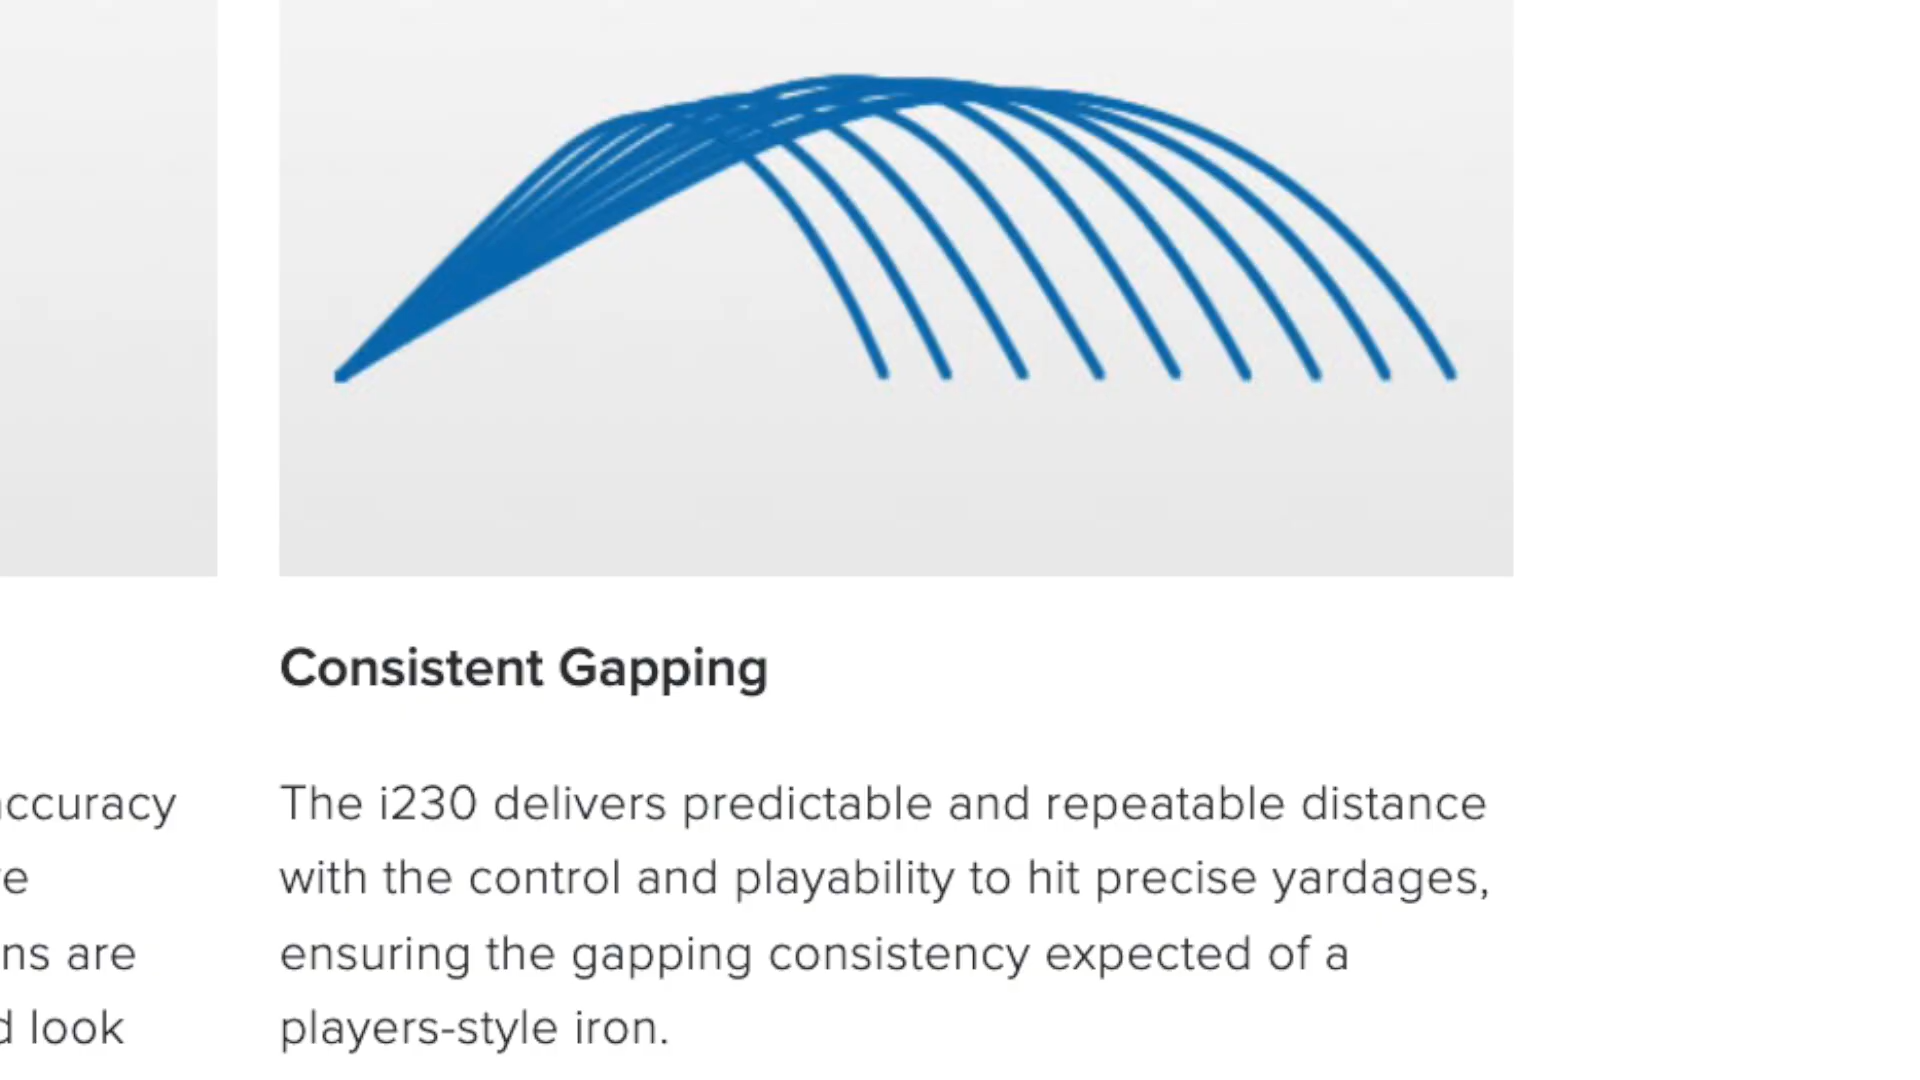 Consistent Gapping
accuracy
The i230 delivers predictable and repeatable distance
with the control and playability to hit precise yardages,
are
ensuring the gapping consistency expected of a
look
players-style iron.